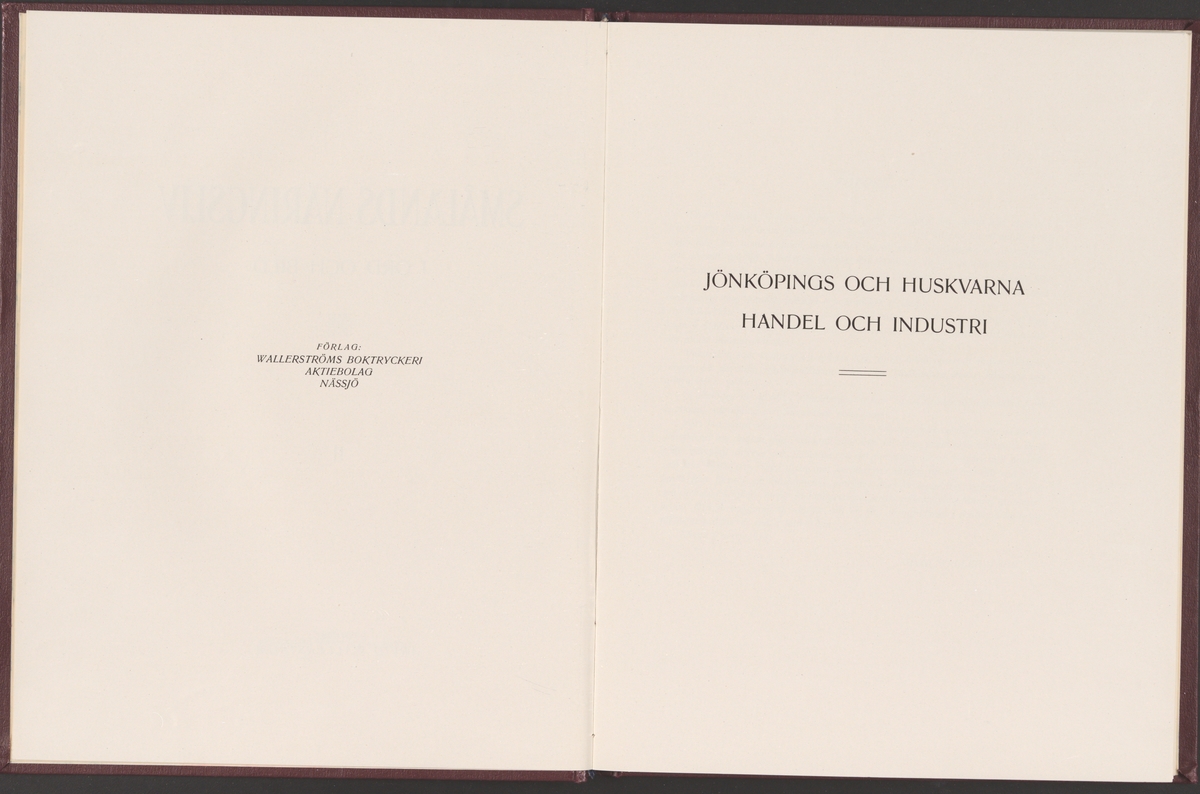 FÖRLAG:
WALLERSTRÖMS BOKTRYCKERI
AKTIEBOLAG
NÄSSJÖ
JÖNKÖPINGS OCH HUSKVARNA
HANDEL OCH INDUSTRI